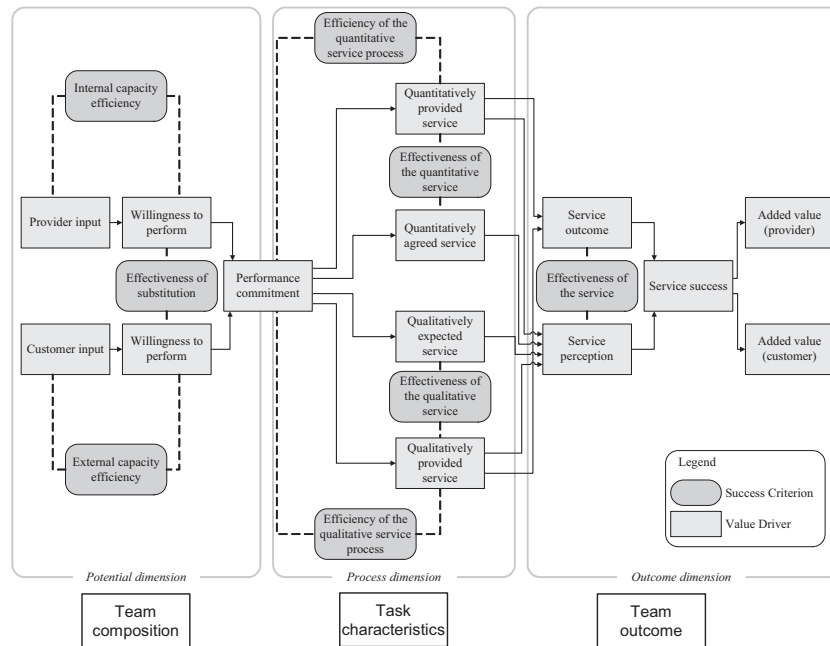 Efficiency of the
quantitative
service process
Internal capacity
efficiency
Quantitatively
provided
service
Effectiveness of
the quantitative
service
Provider input
Willingness to
perform
Quantitatively
agreed service
Service
outcome
Added value
(provider)
Effectiveness of
substitution
Performance
commitment
Effectiveness of
the service
Service success
Customer input
Willingness to
perform
Qualitatively
expected
service
Service
perception
Added value
(customer)
Effectiveness of
the qualitative
service
External capacity
efficiency
Qualitatively
provided
service
Legend
Success Criterion
Value Driver
Efficiency of the
qualitative service
process
Potential dimension
Process dimension
Outcome dimension
Team
composition
Task
characteristics
Team
outcome